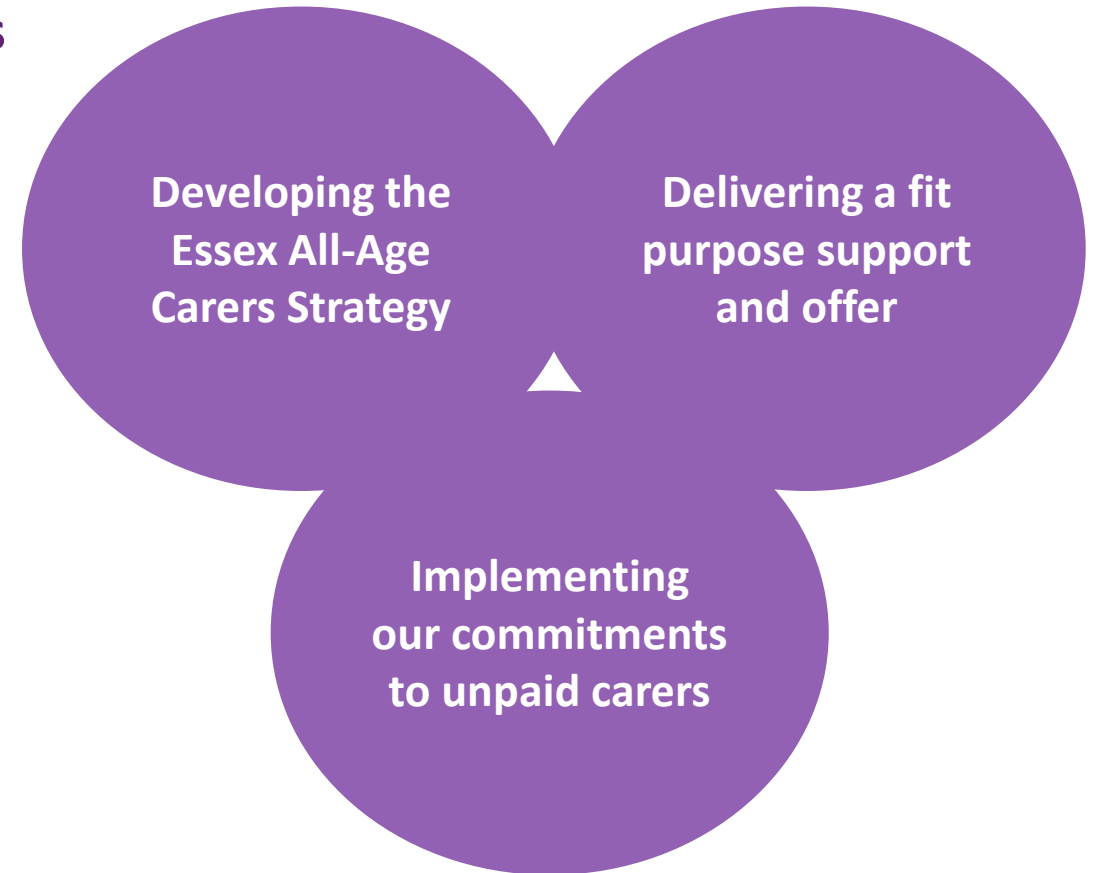 s
Developing the
Essex All-Age
Carers Strategy
Delivering a fit
purpose support
and offer
Implementing
our commitments
to unpaid carers